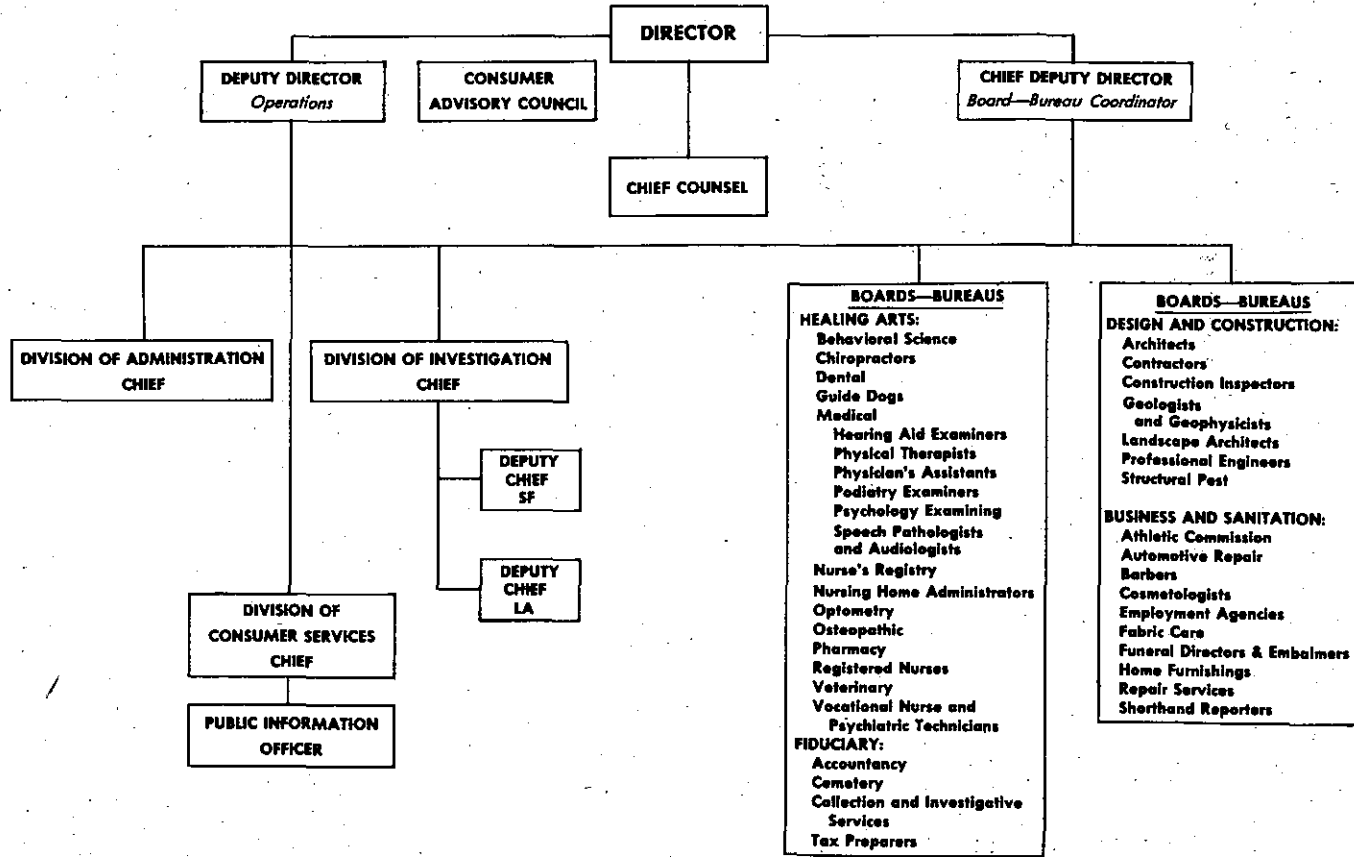 DIRECTOR
DEPUTY DIRECTOR
Operations
CONSUMER
ADVISORY COUNCIL
CHIEF DEPUTY DIRECTOR
Board—Bureau Coordinator
CHIEF COUNSEL
DIVISION OF ADMINISTRATION
CHIEF
DIVISION OF INVESTIGATION
CHIEF
DEPUTY
CHIEF
SF
DEPUTY
CHIEF
LA
DIVISION OF
CONSUMER SERVICES
CHIEF
PUBLIC INFORMATION
OFFICER
BOARDS—BUREAUS
HEALING ARTS:
Behavioral Science
Chiropractors
Dental
Guide Dogs
Medical
Hearing Aid Examiners
Physical Therapists
Physician's Assistants
Podiatry Examiners
Psychology Examining
Speech Pathologists
and Audiologists
Nurse's Registry
Nursing Home Administrators
Optometry
Osteopathic
Pharmacy
Registered Nurses
Veterinary
Vocational Nurse and
Psychiatric Technicians
FIDUCIARY:
Accountancy
Cemetery
Collection and Investigative
Services
Tax Preparers
BOARDS—BUREAUS
DESIGN AND CONSTRUCTION:
Architects
Contractors
Construction Inspectors
Geologists
and Geophysicists
Landscape Architects
Professional Engineers
Structural Pest
BUSINESS AND SANITATION:
Athletic Commission
Automotive Repair
Barbers
Cosmetologists
Employment Agencies
Fabric Care
Funeral Directors & Embalmers
Home Furnishings
Repair Services
Shorthand Reporters